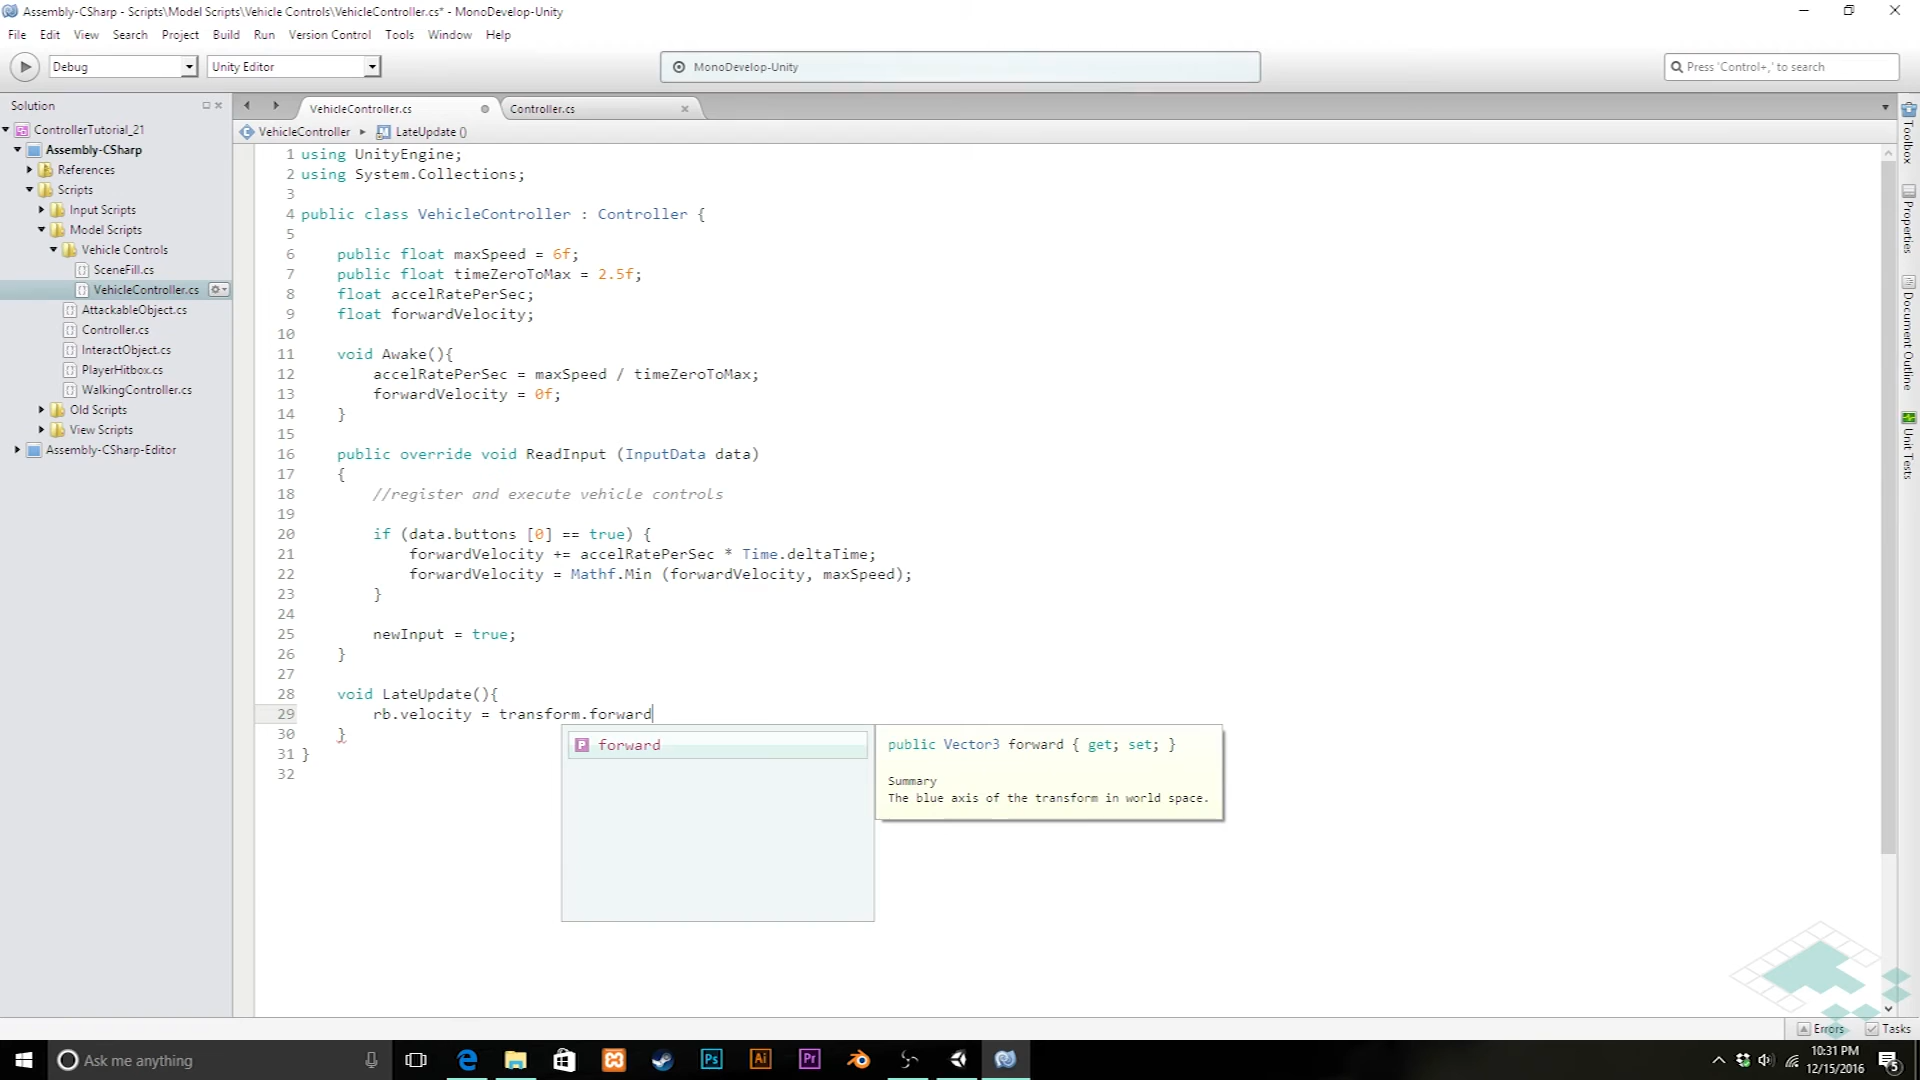 Assembly-CSharp - Scripts\Model Scripts\Vehicle Controls\VehicleController.cs* - MonoDevelop-Unity
File Edit View Search Project Build Run Version Control Tools Window Help
Debug Unity Editor MonoDevelop-Unity Press 'Control+,' to search
Solution
VehicleController.cs Controller.cs
VehicleController LateUpdate ()
ControllerTutorial_21
Assembly-CSharp
References
Scripts
Input Scripts
Model Scripts
Vehicle Controls
SceneFill.cs
VehicleController.cs
AttackableObject.cs
Controller.cs
InteractObject.cs
PlayerHitbox.cs
WalkingController.cs
Old Scripts
View Scripts
Assembly-CSharp-Editor
1 using UnityEngine;
2 using System.Collections;
3
4 public class VehicleController : Controller {
5
6 public float maxSpeed = 6f;
7 public float timeZeroToMax = 2.5f;
8 float accelRatePerSec;
9 float forwardVelocity;
10
11 void Awake(){
12 accelRatePerSec = maxSpeed / timeZeroToMax;
13 forwardVelocity = 0f;
14 }
15
16 public override void ReadInput (InputData data)
17 {
18 //register and execute vehicle controls
19
20 if (data.buttons [0] == true) {
21 forwardVelocity += accelRatePerSec * Time.deltaTime;
22 forwardVelocity = Mathf.Min (forwardVelocity, maxSpeed);
23 }
24
25 newInput = true;
26 }
27
28 void LateUpdate(){
29 rb.velocity = transform.forward
30 }
31 }
32
P forward
public Vector3 forward { get; set; }
Summary
The blue axis of the transform in world space.
Toolbox
Properties
Document Outline
Unit Tests
Errors Tasks
Ask me anything
Ps Ai Pr
10:31 PM
12/15/2016
5